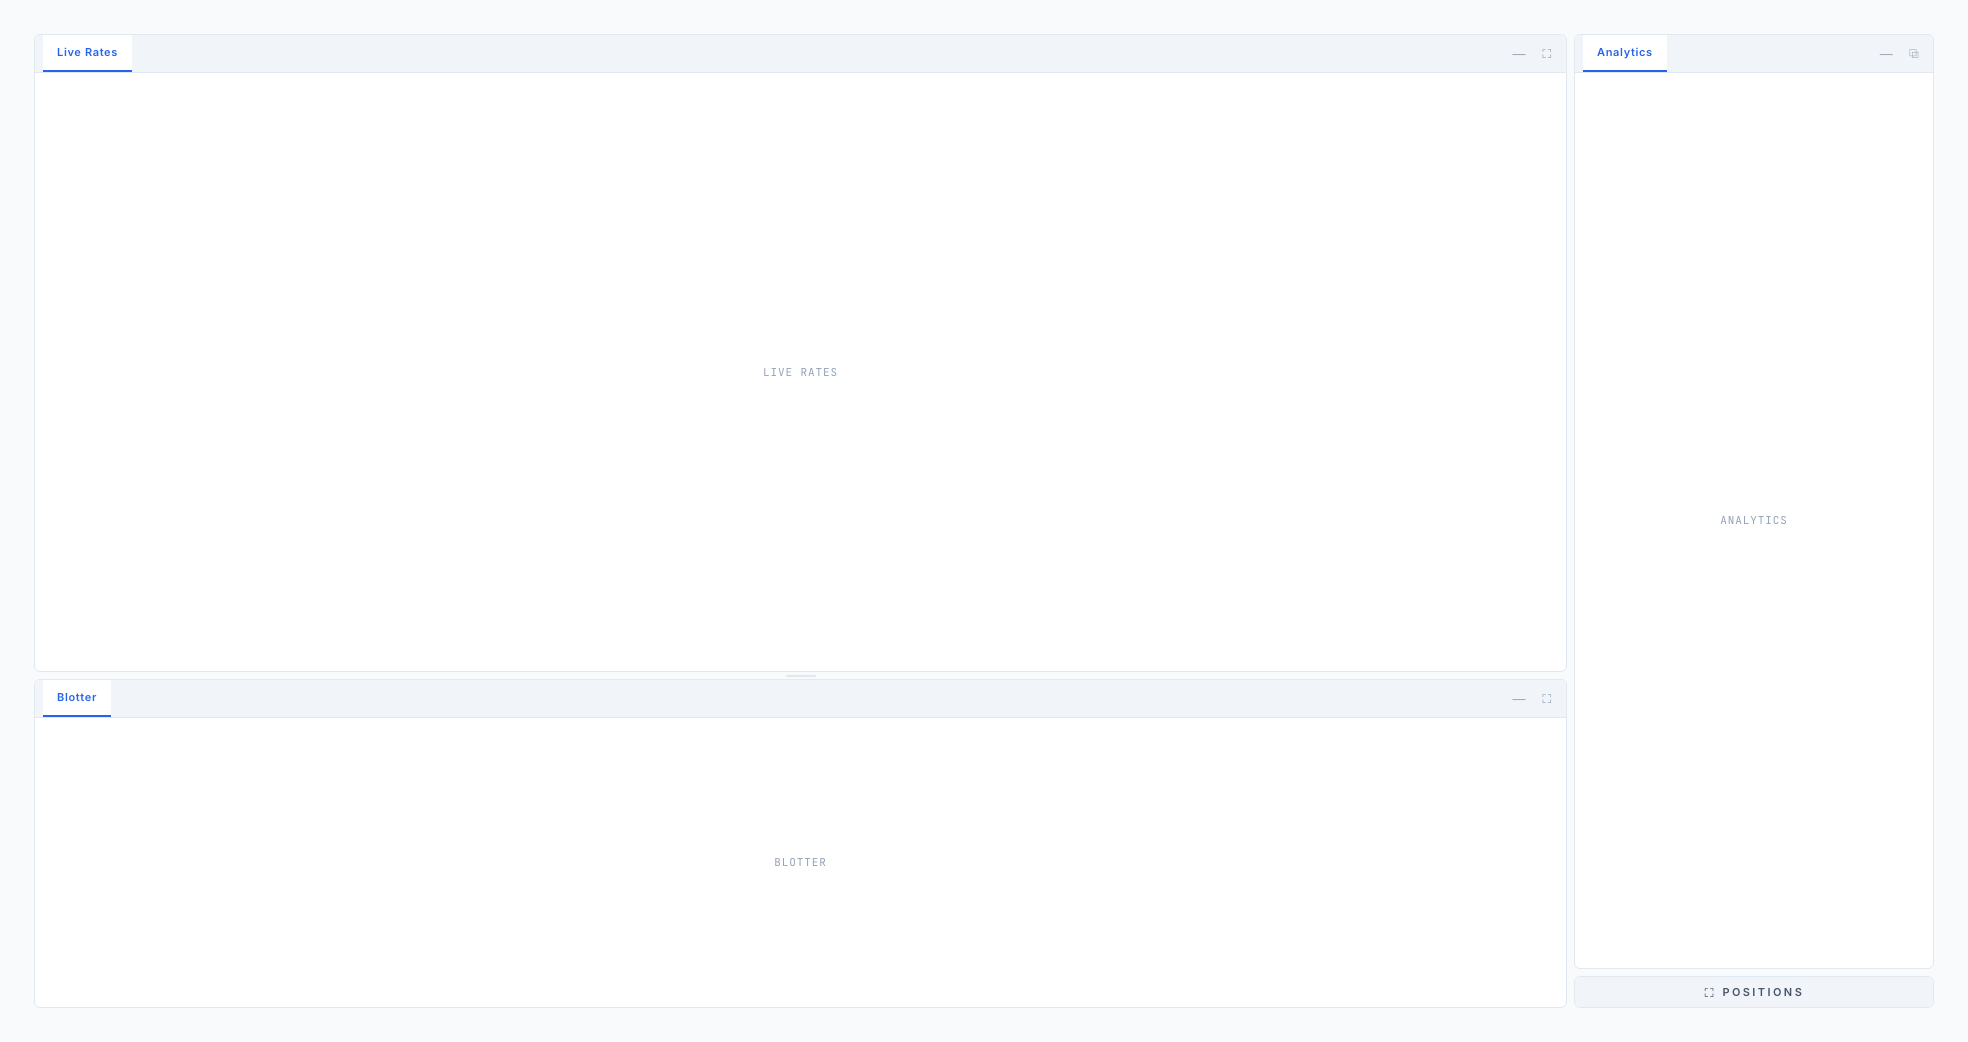 Live Rates
LIVE RATES
Blotter
BLOTTER
Analytics
ANALYTICS
POSITIONS